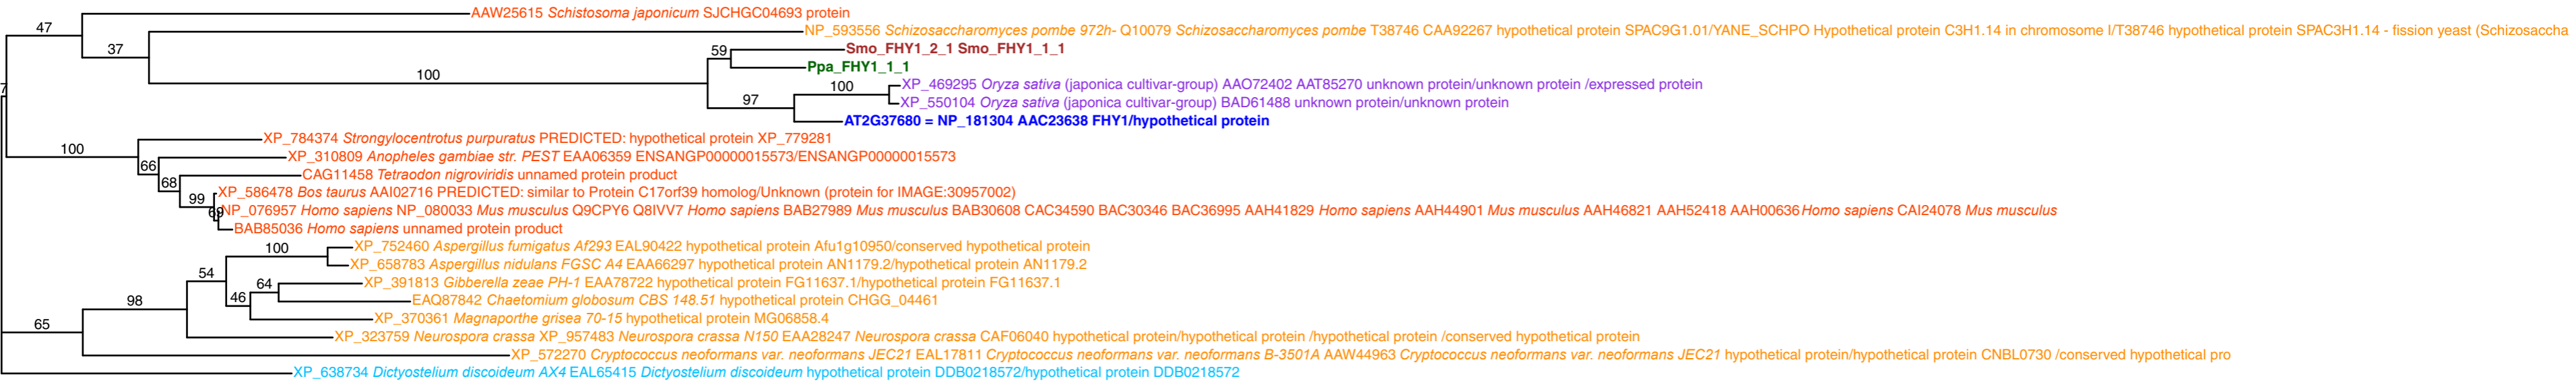 AAW25615 Schistosoma japonicum SJCHGC04693 protein
47
NP_593556 Schizosaccharomyces pombe 972h- Q10079 Schizosaccharomyces pombe T38746 CAA92267 hypothetical protein SPAC9G1.01/YANE_SCHPO Hypothetical protein C3H1.14 in chromosome I/T38746 hypothetical protein SPAC3H1.14 - fission yeast (Schizosaccha
37
59
Smo_FHY1_2_1 Smo_FHY1_1_1
Ppa_FHY1_1_1
100
100
XP_469295 Oryza sativa (japonica cultivar-group) AAO72402 AAT85270 unknown protein/unknown protein /expressed protein
7
97
XP_550104 Oryza sativa (japonica cultivar-group) BAD61488 unknown protein/unknown protein
AT2G37680 = NP_181304 AAC23638 FHY1/hypothetical protein
XP_784374 Strongylocentrotus purpuratus PREDICTED: hypothetical protein XP_779281
100
XP_310809 Anopheles gambiae str. PEST EAA06359 ENSANGP00000015573/ENSANGP00000015573
66
CAG11458 Tetraodon nigroviridis unnamed protein product
68
XP_586478 Bos taurus AAI02716 PREDICTED: similar to Protein C17orf39 homolog/Unknown (protein for IMAGE:30957002)
99
69
NP_076957 Homo sapiens NP_080033 Mus musculus Q9CPY6 Q8IVV7 Homo sapiens BAB27989 Mus musculus BAB30608 CAC34590 BAC30346 BAC36995 AAH41829 Homo sapiens AAH44901 Mus musculus AAH46821 AAH52418 AAH00636 Homo sapiens CAI24078 Mus musculus
BAB85036 Homo sapiens unnamed protein product
100
XP_752460 Aspergillus fumigatus Af293 EAL90422 hypothetical protein Afu1g10950/conserved hypothetical protein
XP_658783 Aspergillus nidulans FGSC A4 EAA66297 hypothetical protein AN1179.2/hypothetical protein AN1179.2
54
64
XP_391813 Gibberella zeae PH-1 EAA78722 hypothetical protein FG11637.1/hypothetical protein FG11637.1
98
46
EAQ87842 Chaetomium globosum CBS 148.51 hypothetical protein CHGG_04461
XP_370361 Magnaporthe grisea 70-15 hypothetical protein MG06858.4
65
XP_323759 Neurospora crassa XP_957483 Neurospora crassa N150 EAA28247 Neurospora crassa CAF06040 hypothetical protein/hypothetical protein /hypothetical protein /conserved hypothetical protein
XP_572270 Cryptococcus neoformans var. neoformans JEC21 EAL17811 Cryptococcus neoformans var. neoformans B-3501A AAW44963 Cryptococcus neoformans var. neoformans JEC21 hypothetical protein/hypothetical protein CNBL0730 /conserved hypothetical pro
XP_638734 Dictyostelium discoideum AX4 EAL65415 Dictyostelium discoideum hypothetical protein DDB0218572/hypothetical protein DDB0218572